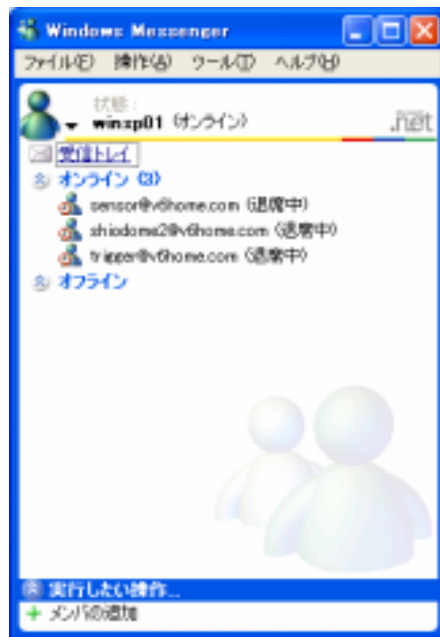 Windows Messenger
ファイル(F) 操作(A) ツール(T) ヘルプ(H)
状態:
winxp01 (オンライン)
.net
受信トレイ
オンライン (3)
sensor@v6home.com (退席中)
shiodome2@v6home.com (退席中)
trigger@v6home.com (退席中)
オフライン
実行したい操作...
メンバの追加